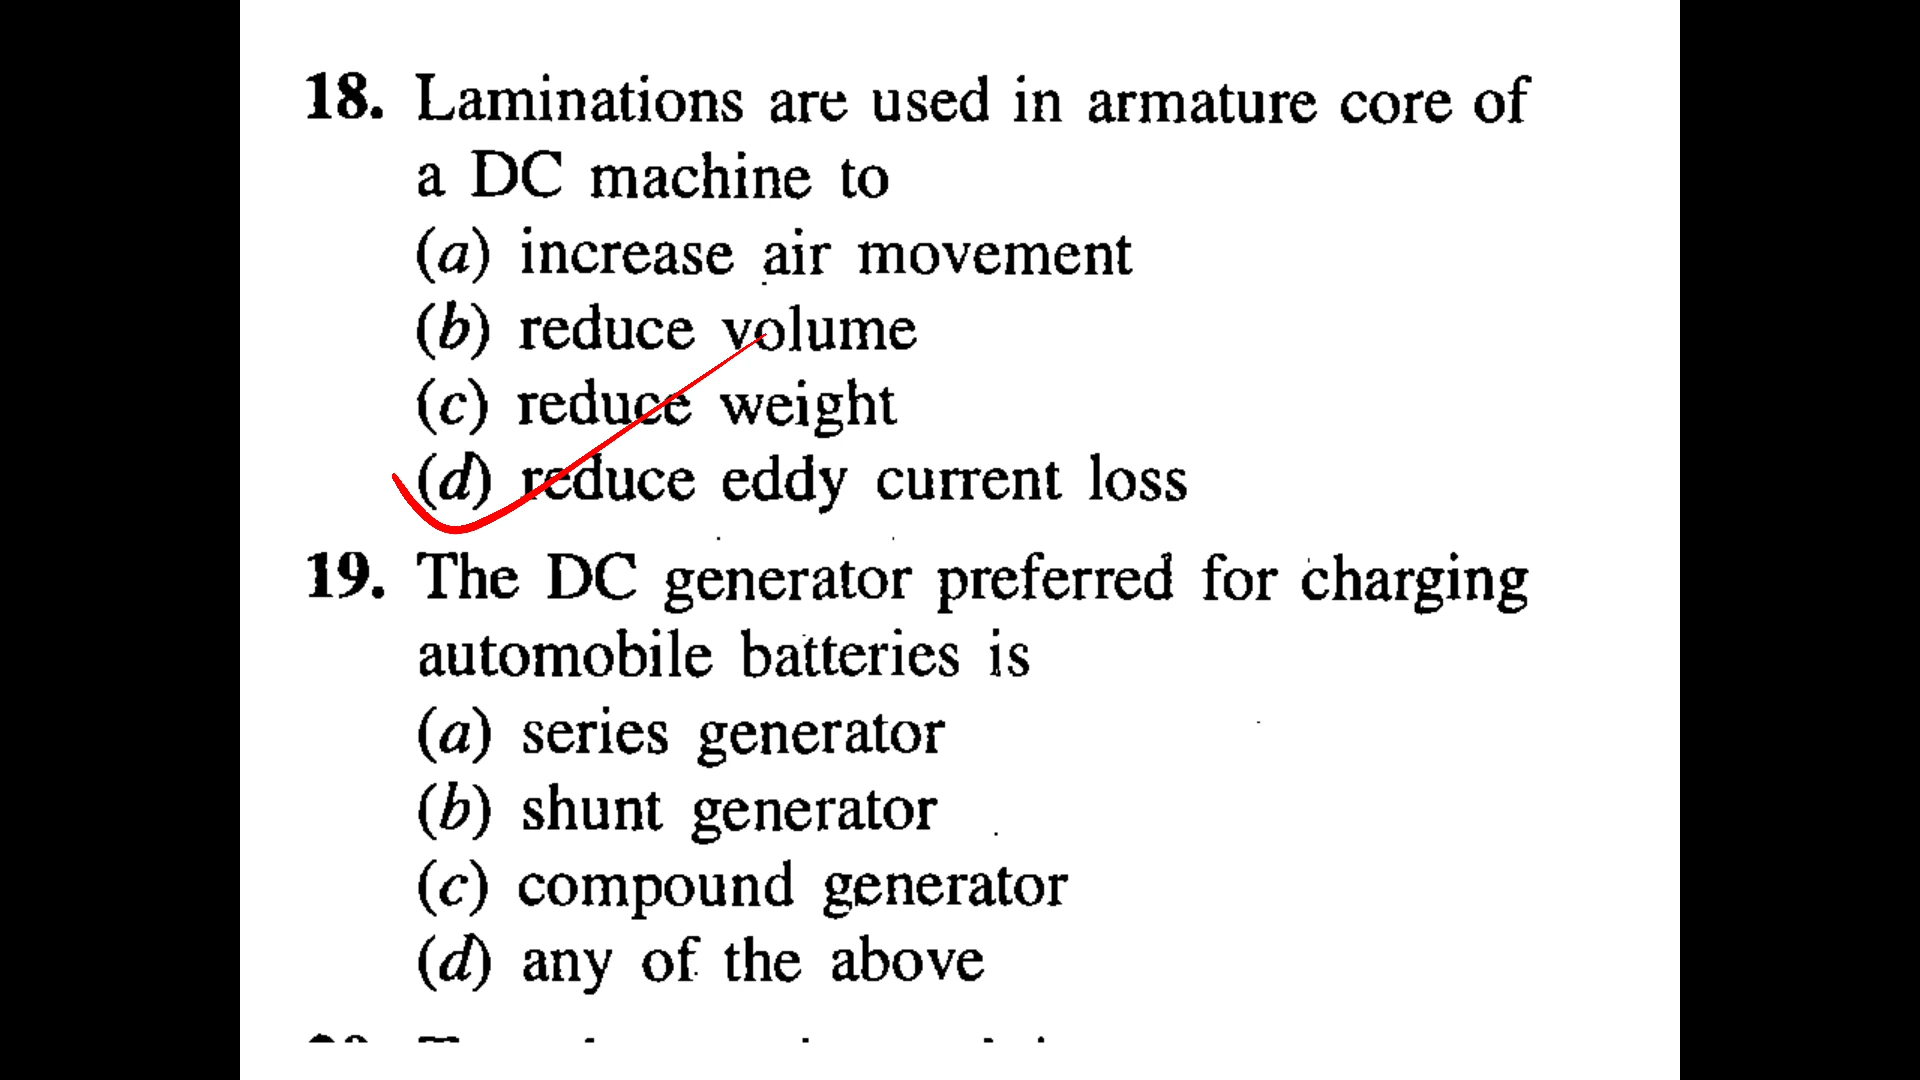 18. Laminations are used in armature core of
a DC machine to
(a) increase air movement
(b) reduce volume
(c) reduce weight
(d) reduce eddy current loss
19. The DC generator preferred for charging
automobile batteries is
(a) series generator
(b) shunt generator
(c) compound generator
(d) any of the above